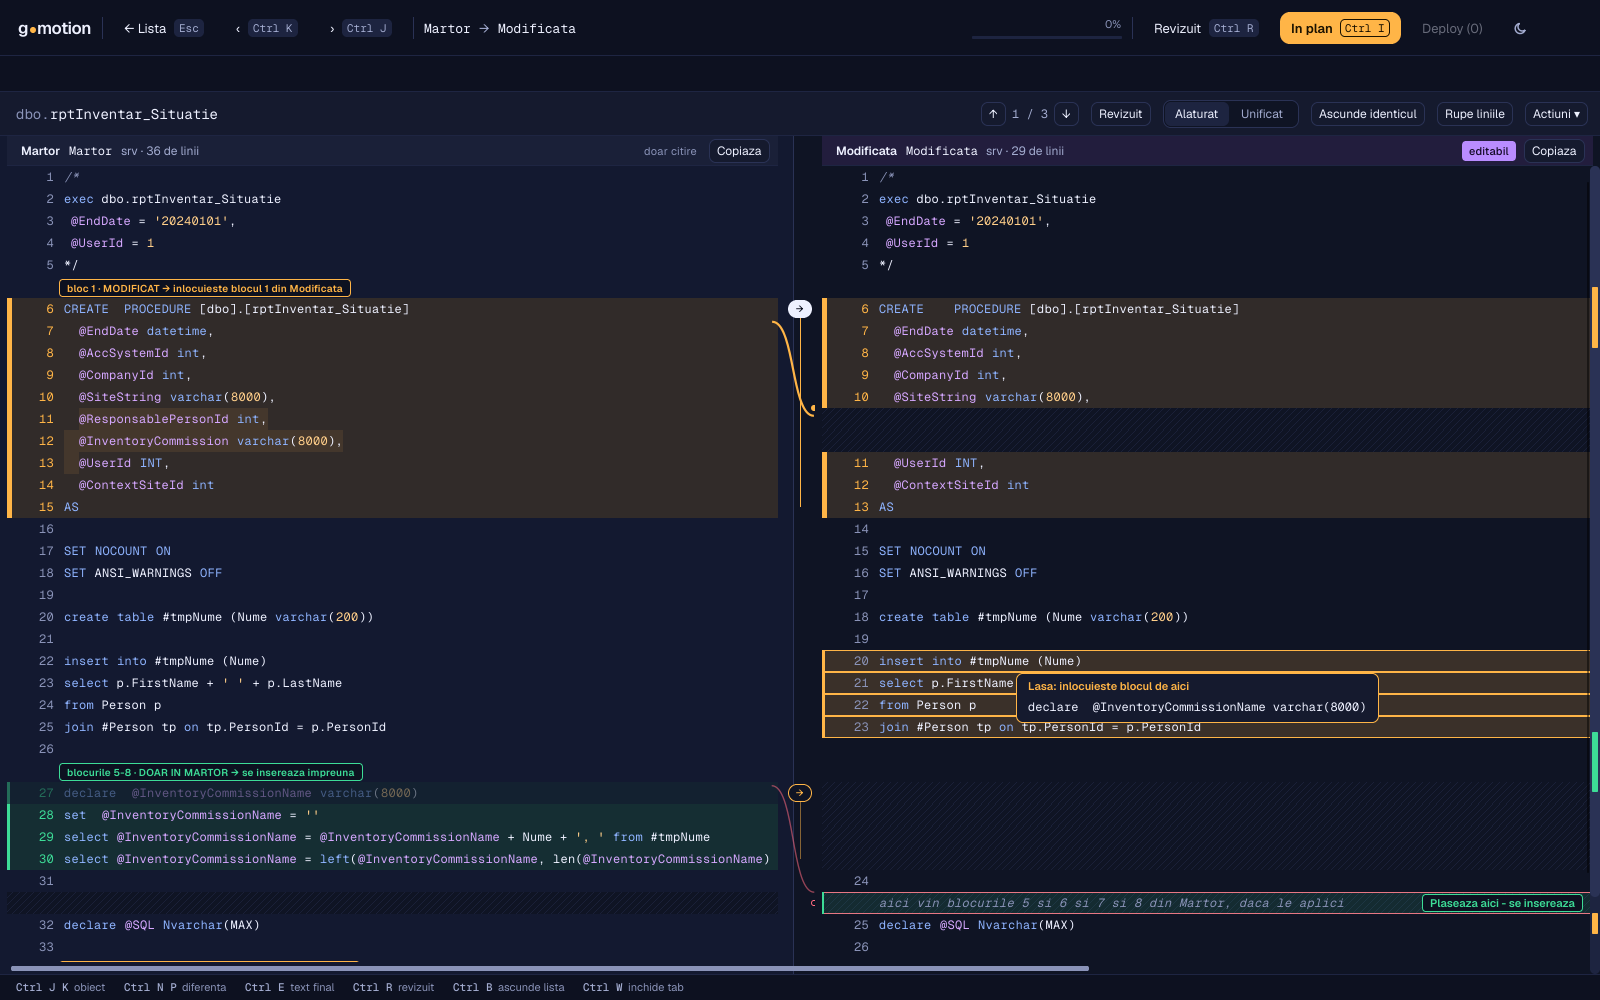 g•motion
← Lista Esc ‹ Ctrl K › Ctrl J Martor → Modificata 0% Revizuit Ctrl R In plan Ctrl I Deploy (0)
dbo.rptInventar_Situatie ↑ 1 / 3 ↓ Revizuit Alaturat Unificat Ascunde identicul Rupe liniile Actiuni ▾
Martor Martor srv · 36 de linii doar citire Copiaza
1 /*
2 exec dbo.rptInventar_Situatie
3 @EndDate = '20240101',
4 @UserId = 1
5 */
bloc 1 · MODIFICAT → inlocuieste blocul 1 din Modificata
6 CREATE  PROCEDURE [dbo].[rptInventar_Situatie]
7 @EndDate datetime,
8 @AccSystemId int,
9 @CompanyId int,
10 @SiteString varchar(8000),
11 @ResponsablePersonId int,
12 @InventoryCommission varchar(8000),
13 @UserId INT,
14 @ContextSiteId int
15 AS
16
17 SET NOCOUNT ON
18 SET ANSI_WARNINGS OFF
19
20 create table #tmpNume (Nume varchar(200))
21
22 insert into #tmpNume (Nume)
23 select p.FirstName + ' ' + p.LastName
24 from Person p
25 join #Person tp on tp.PersonId = p.PersonId
26
blocurile 5-8 · DOAR IN MARTOR → se insereaza impreuna
27 declare  @InventoryCommissionName varchar(8000)
28 set  @InventoryCommissionName = ''
29 select @InventoryCommissionName = @InventoryCommissionName + Nume + ', ' from #tmpNume
30 select @InventoryCommissionName = left(@InventoryCommissionName, len(@InventoryCommissionName)
31
32 declare @SQL Nvarchar(MAX)
33
→
→
Modificata Modificata srv · 29 de linii editabil Copiaza
1 /*
2 exec dbo.rptInventar_Situatie
3 @EndDate = '20240101',
4 @UserId = 1
5 */
6 CREATE    PROCEDURE [dbo].[rptInventar_Situatie]
7 @EndDate datetime,
8 @AccSystemId int,
9 @CompanyId int,
10 @SiteString varchar(8000),
11 @UserId INT,
12 @ContextSiteId int
13 AS
14
15 SET NOCOUNT ON
16 SET ANSI_WARNINGS OFF
17
18 create table #tmpNume (Nume varchar(200))
19
20 insert into #tmpNume (Nume)
21 select p.FirstName
22 from Person p
23 join #Person tp on tp.PersonId = p.PersonId
Lasa: inlocuieste blocul de aici
declare  @InventoryCommissionName varchar(8000)
24
aici vin blocurile 5 si 6 si 7 si 8 din Martor, daca le aplici Plaseaza aici - se insereaza
25 declare @SQL Nvarchar(MAX)
26
Ctrl J K obiect Ctrl N P diferenta Ctrl E text final Ctrl R revizuit Ctrl B ascunde lista Ctrl W inchide tab